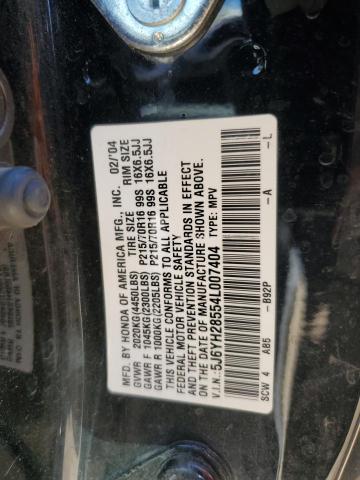 MFD. BY HONDA OF AMERICA MFG., INC. 02/'04
TIRE SIZE RIM SIZE
GVWR 2020KG(4450LBS)
GAWR F 1045KG(2300LBS) P215/70R16 99S 16X6.5JJ
GAWR R 1000KG(2205LBS) P215/70R16 99S 16X6.5JJ
THIS VEHICLE CONFORMS TO ALL APPLICABLE
FEDERAL MOTOR VEHICLE SAFETY
AND THEFT PREVENTION STANDARDS IN EFFECT
ON THE DATE OF MANUFACTURE SHOWN ABOVE.
V.I.N.:5J6YH28554L007404 TYPE: MPV
SCW 4 AB5 -B92P -A -L